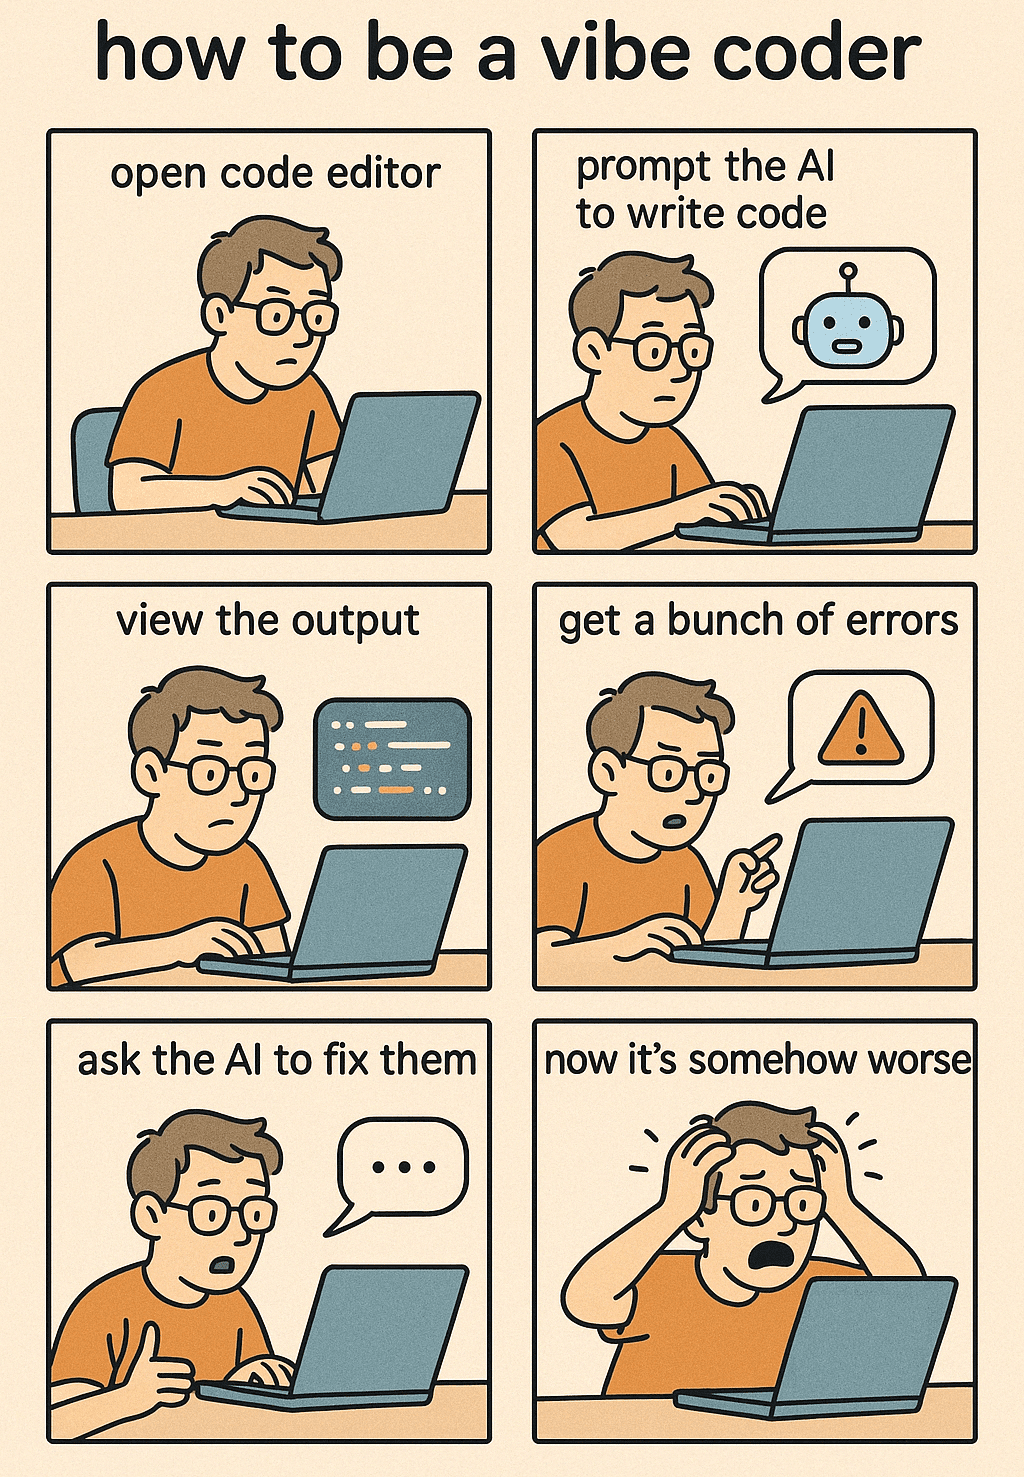 how to be a vibe coder
open code editor
prompt the AI
to write code
view the output
get a bunch of errors
ask the AI to fix them
now it's somehow worse